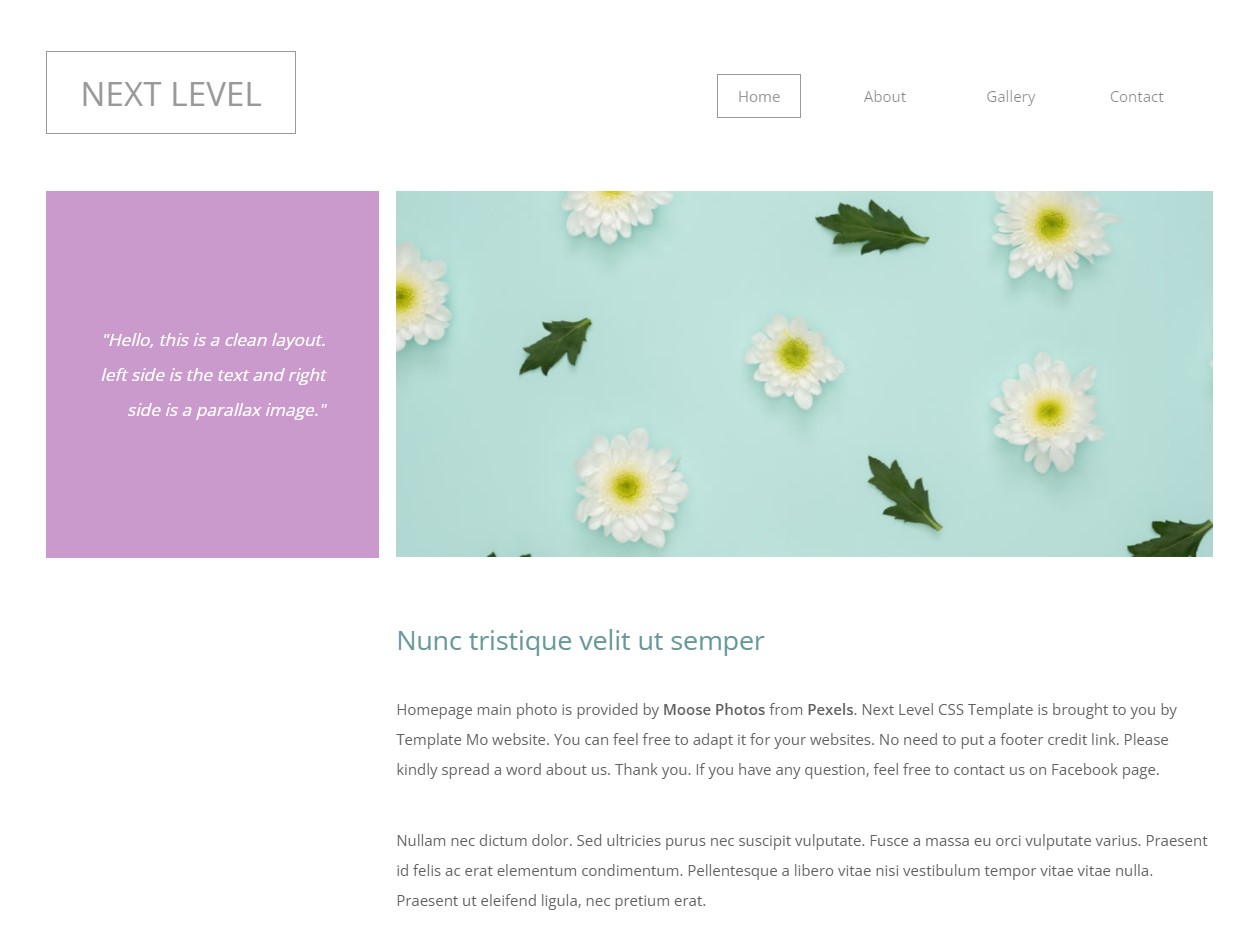 NEXT LEVEL
Home
About
Gallery
Contact
"Hello, this is a clean layout.
left side is the text and right
side is a parallax image."
Nunc tristique velit ut semper
Homepage main photo is provided by Moose Photos from Pexels. Next Level CSS Template is brought to you by
Template Mo website. You can feel free to adapt it for your websites. No need to put a footer credit link. Please
kindly spread a word about us. Thank you. If you have any question, feel free to contact us on Facebook page.
Nullam nec dictum dolor. Sed ultricies purus nec suscipit vulputate. Fusce a massa eu orci vulputate varius. Praesent
id felis ac erat elementum condimentum. Pellentesque a libero vitae nisi vestibulum tempor vitae vitae nulla.
Praesent ut eleifend ligula, nec pretium erat.